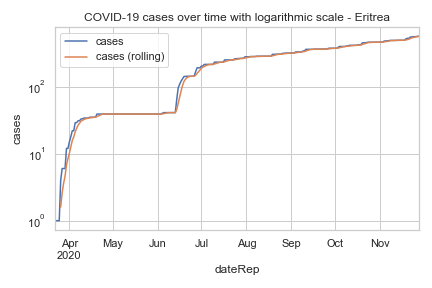 COVID-19 cases over time with logarithmic scale - Eritrea
cases
cases (rolling)
cases
10²
10¹
10⁰
Apr May Jun Jul Aug Sep Oct Nov
2020
dateRep